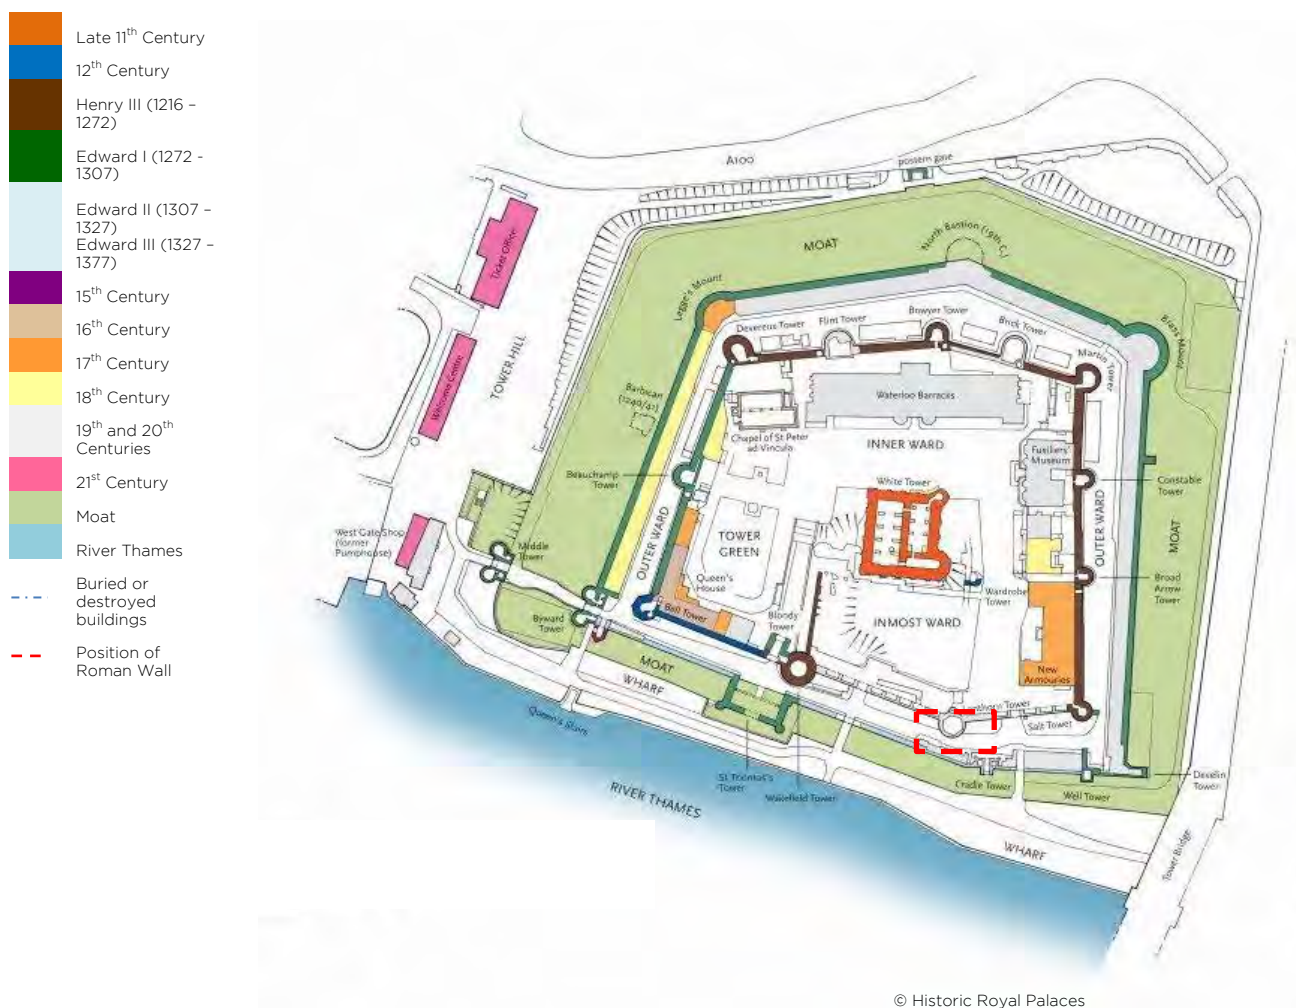 Late 11th Century
12th Century
Henry III (1216 –
1272)
Edward I (1272 -
1307)
Edward II (1307 –
1327)
Edward III (1327 –
1377)
15th Century
16th Century
17th Century
18th Century
19th and 20th
Centuries
21st Century
Moat
River Thames
Buried or
destroyed
buildings
Position of
Roman Wall
A100
postern gate
Ticket Office
MOAT
North Bastion (19th C.)
Legge's Mount
Devereux Tower
Flint Tower
Bowyer Tower
Brick Tower
Martin Tower
Brass Mount
TOWER HILL
Welcome Centre
Barbican
(1240/41)
Waterloo Barracks
Chapel of St Peter
ad Vincula
INNER WARD
Fusiliers'
Museum
Beauchamp
Tower
White Tower
Constable
Tower
OUTER WARD
OUTER WARD
MOAT
West Gate Shop
(former
Pumphouse)
Middle
Tower
TOWER
GREEN
Queen's
House
Wardrobe
Tower
Broad
Arrow
Tower
Byward
Tower
Bell Tower
Bloody
Tower
INMOST WARD
MOAT
WHARF
New
Armouries
Lanthorn Tower
Salt Tower
Queen's Stairs
St Thomas's
Tower
Wakefield Tower
Cradle Tower
Well Tower
Develin
Tower
RIVER THAMES
WHARF
Tower Bridge
© Historic Royal Palaces